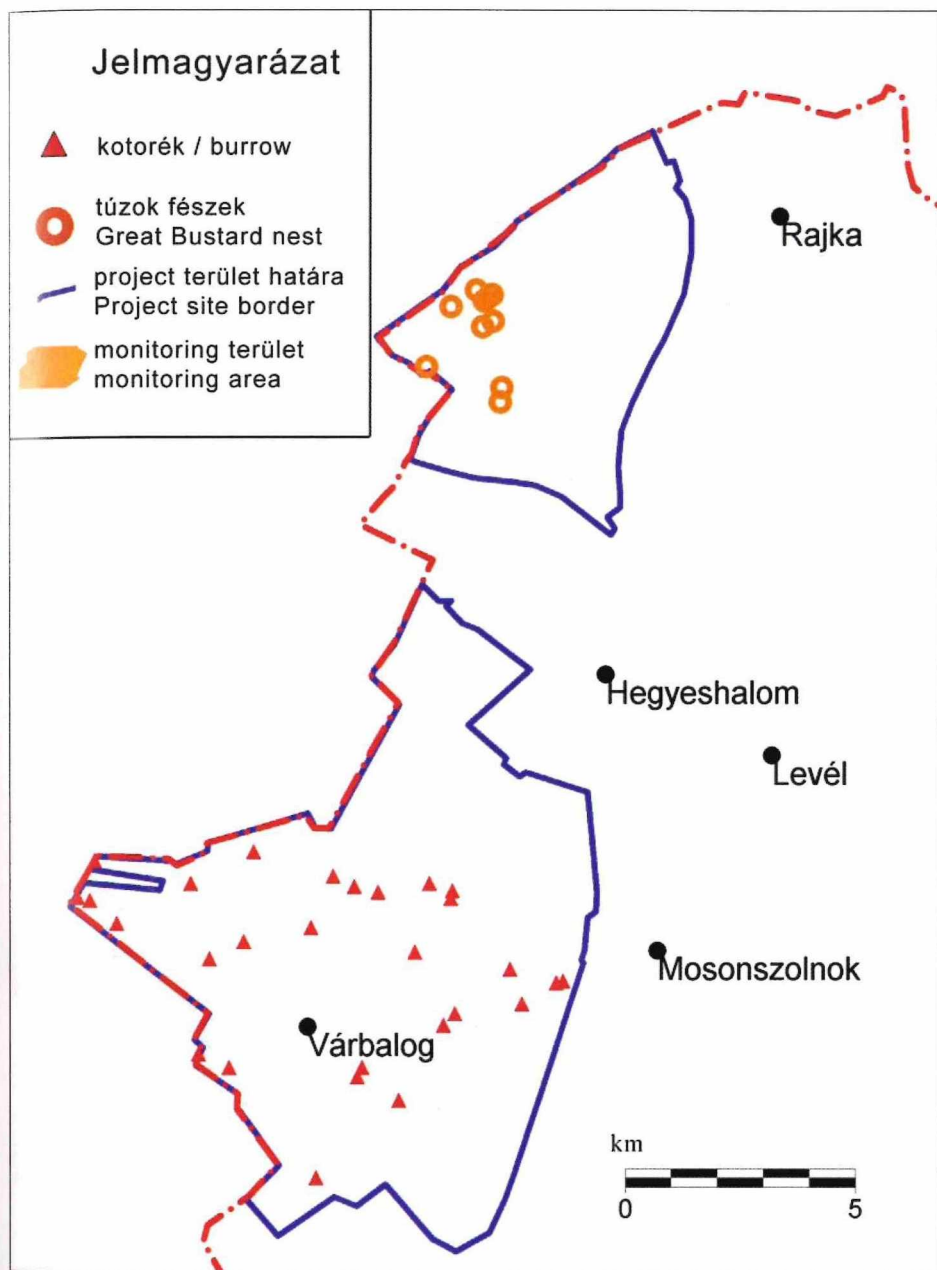 Jelmagyarázat
kotorék / burrow
túzok fészek
Great Bustard nest
project terület határa
Project site border
monitoring terület
monitoring area
Rajka
Hegyeshalom
Levél
Mosonszolnok
Várbalog
km
0 5